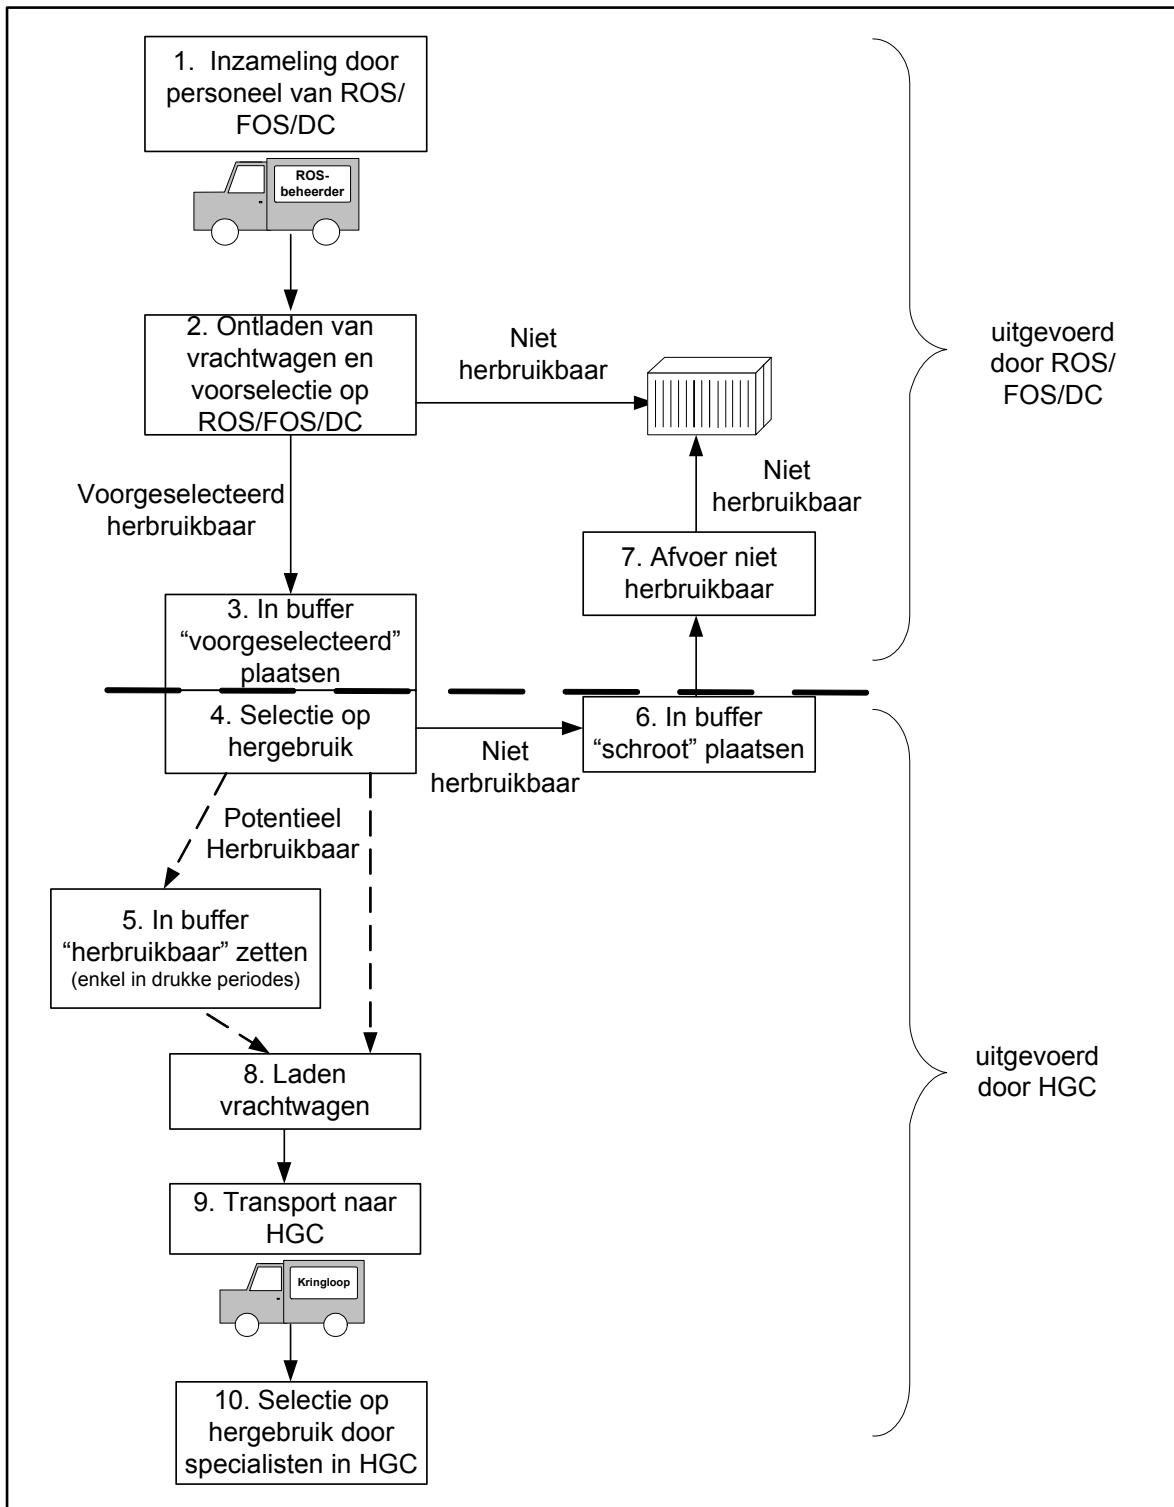 1. Inzameling door
personeel van ROS/
FOS/DC
ROS-
beheerder
2. Ontladen van
vrachtwagen en
voorselectie op
ROS/FOS/DC
Niet
herbruikbaar
uitgevoerd
door ROS/
FOS/DC
Voorgeselecteerd
herbruikbaar
Niet
herbruikbaar
7. Afvoer niet
herbruikbaar
3. In buffer
“voorgeselecteerd”
plaatsen
4. Selectie op
hergebruik
Niet
herbruikbaar
6. In buffer
“schroot” plaatsen
Potentieel
Herbruikbaar
5. In buffer
“herbruikbaar” zetten
(enkel in drukke periodes)
8. Laden
vrachtwagen
uitgevoerd
door HGC
9. Transport naar
HGC
Kringloop
10. Selectie op
hergebruik door
specialisten in HGC